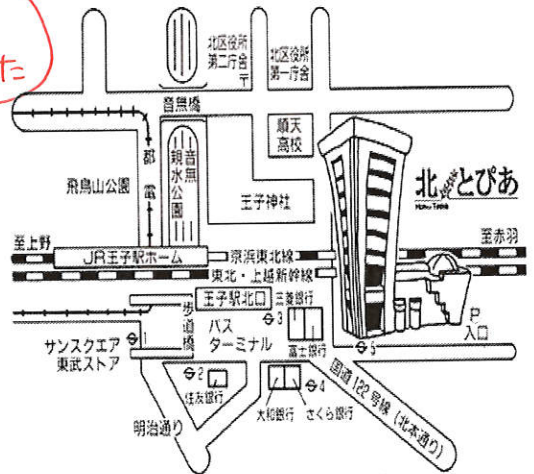 た
北区役所
第二庁舎
〒
北区役所
第一庁舎
音無橋
順天
高校
都電
音無
親水公園
飛鳥山公園
王子神社
北とぴあ
至上野
至赤羽
JR王子駅ホーム
京浜東北線
東北・上越新幹線
王子駅北口
三菱銀行
3
歩道橋
バス
ターミナル
富士銀行
5
P
入口
サンスクエア
東武ストア
2
住友銀行
4
大和銀行
さくら銀行
明治通り
国道122号線(北本通り)